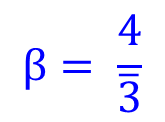 β = 4/3